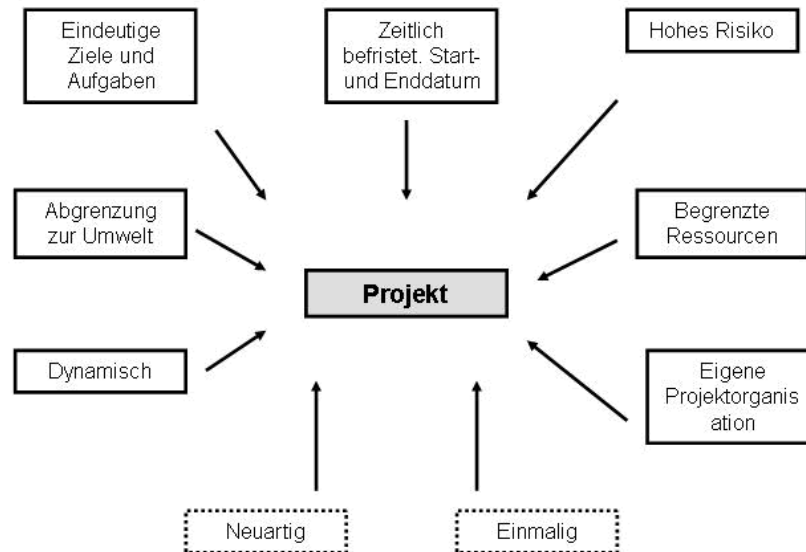 Eindeutige
Ziele und
Aufgaben
Zeitlich
befristet. Start-
und Enddatum
Hohes Risiko
Abgrenzung
zur Umwelt
Begrenzte
Ressourcen
Projekt
Dynamisch
Eigene
Projektorganis
ation
Neuartig
Einmalig